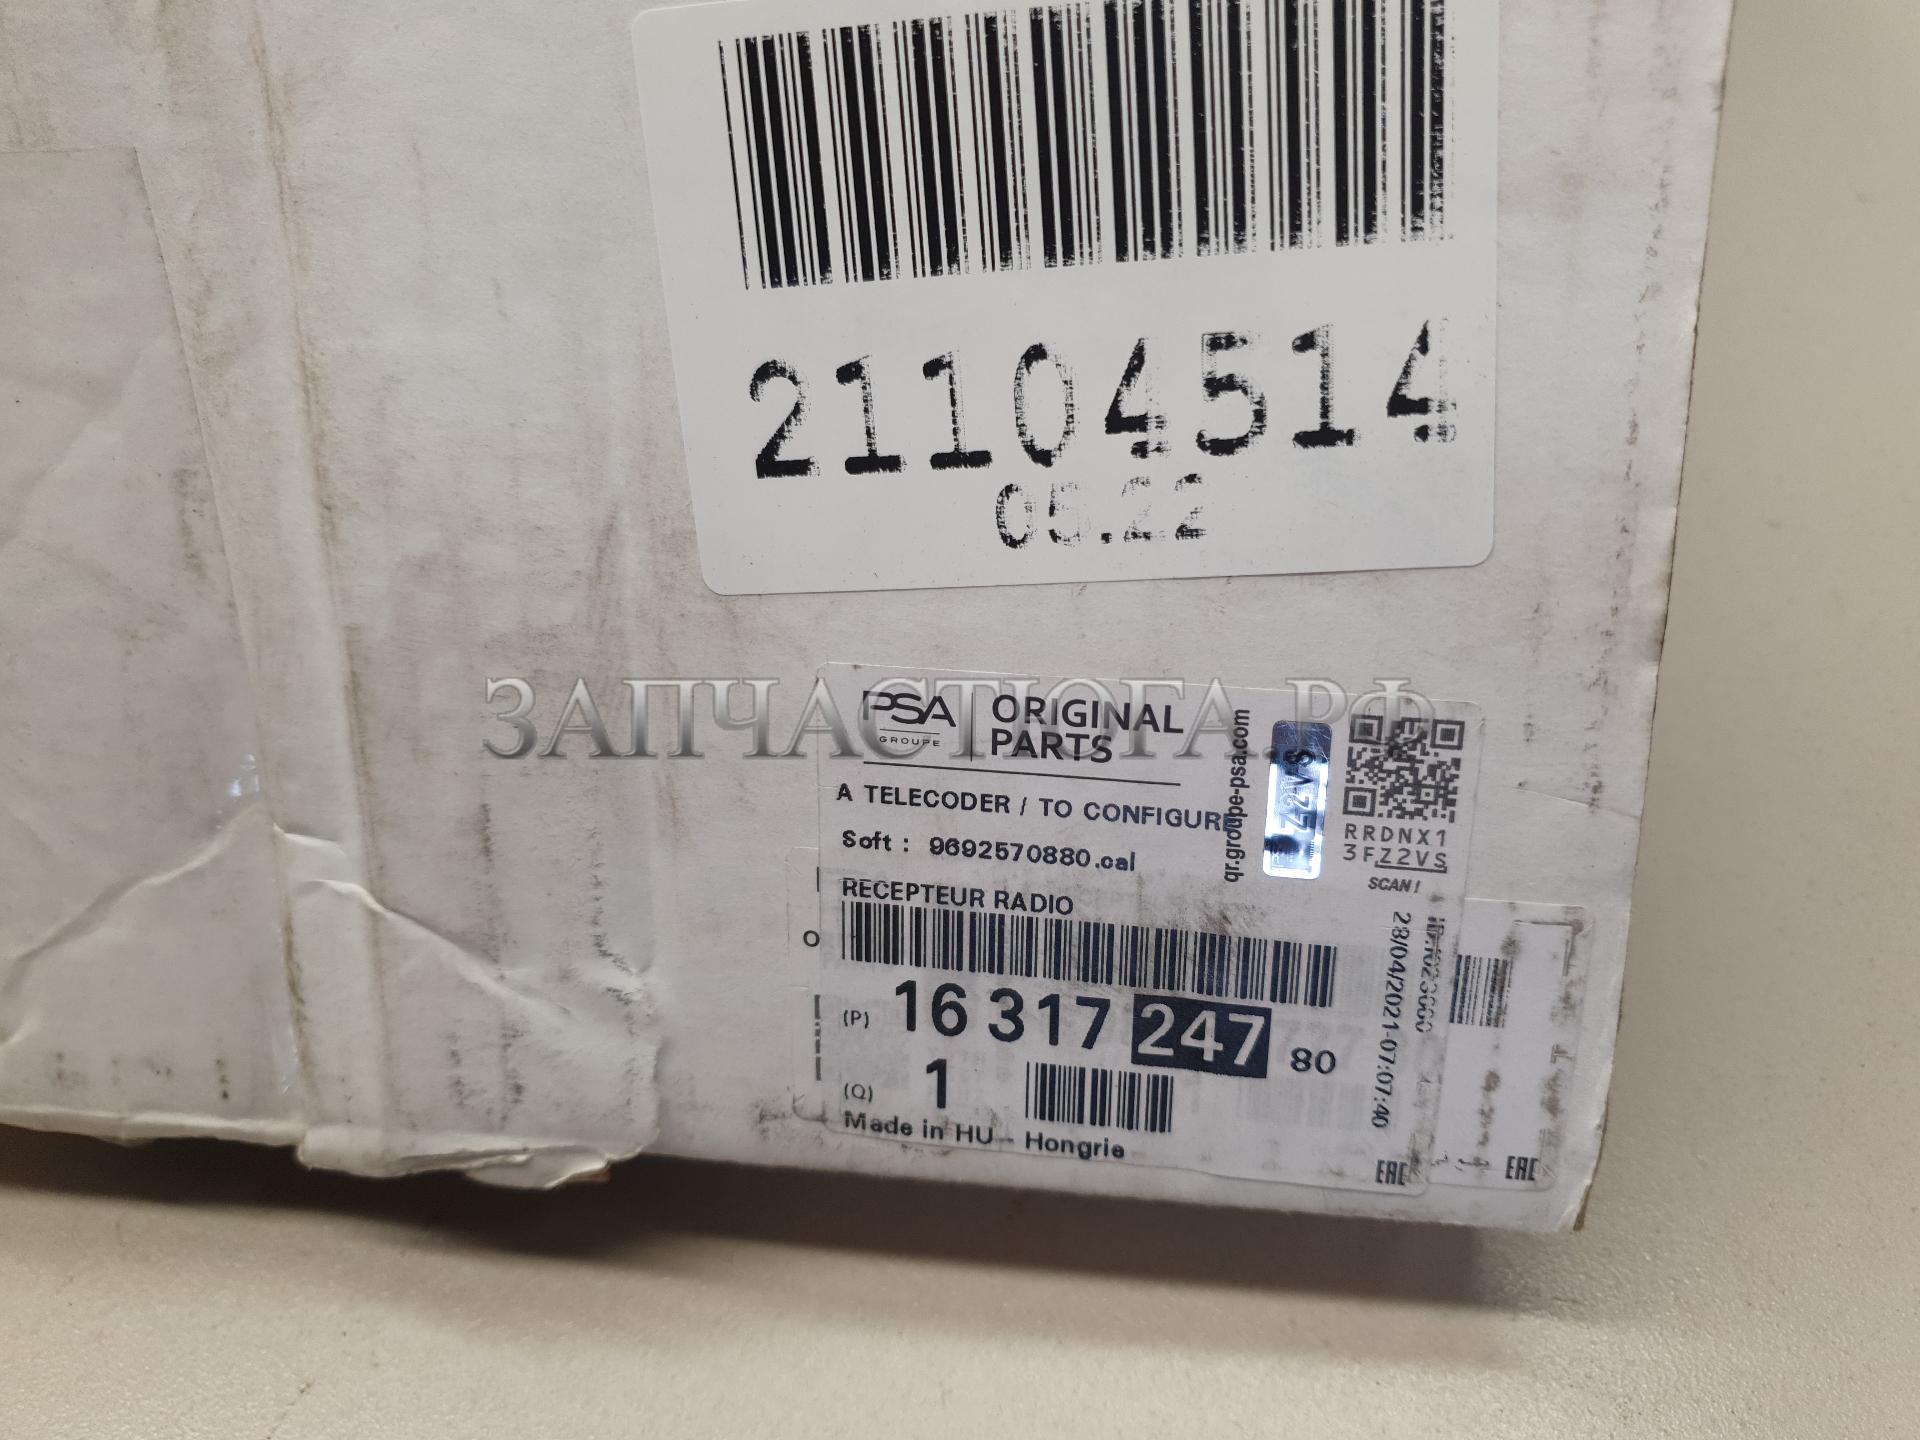 21104514
05.22
ЗАПЧАСТЮГА.РФ
PSA
GROUPE
ORIGINAL
PARTS
A TELECODER / TO CONFIGURE
Soft : 9692570880.cal
RECEPTEUR RADIO
(P) 16 317 247 80
(Q) 1
Made in HU - Hongrie
qr.groupe-psa.com
Z2VS
RRDNX1
3FZ2VS
SCAN!
28/04/2021-07:07:40
EAC
EAC